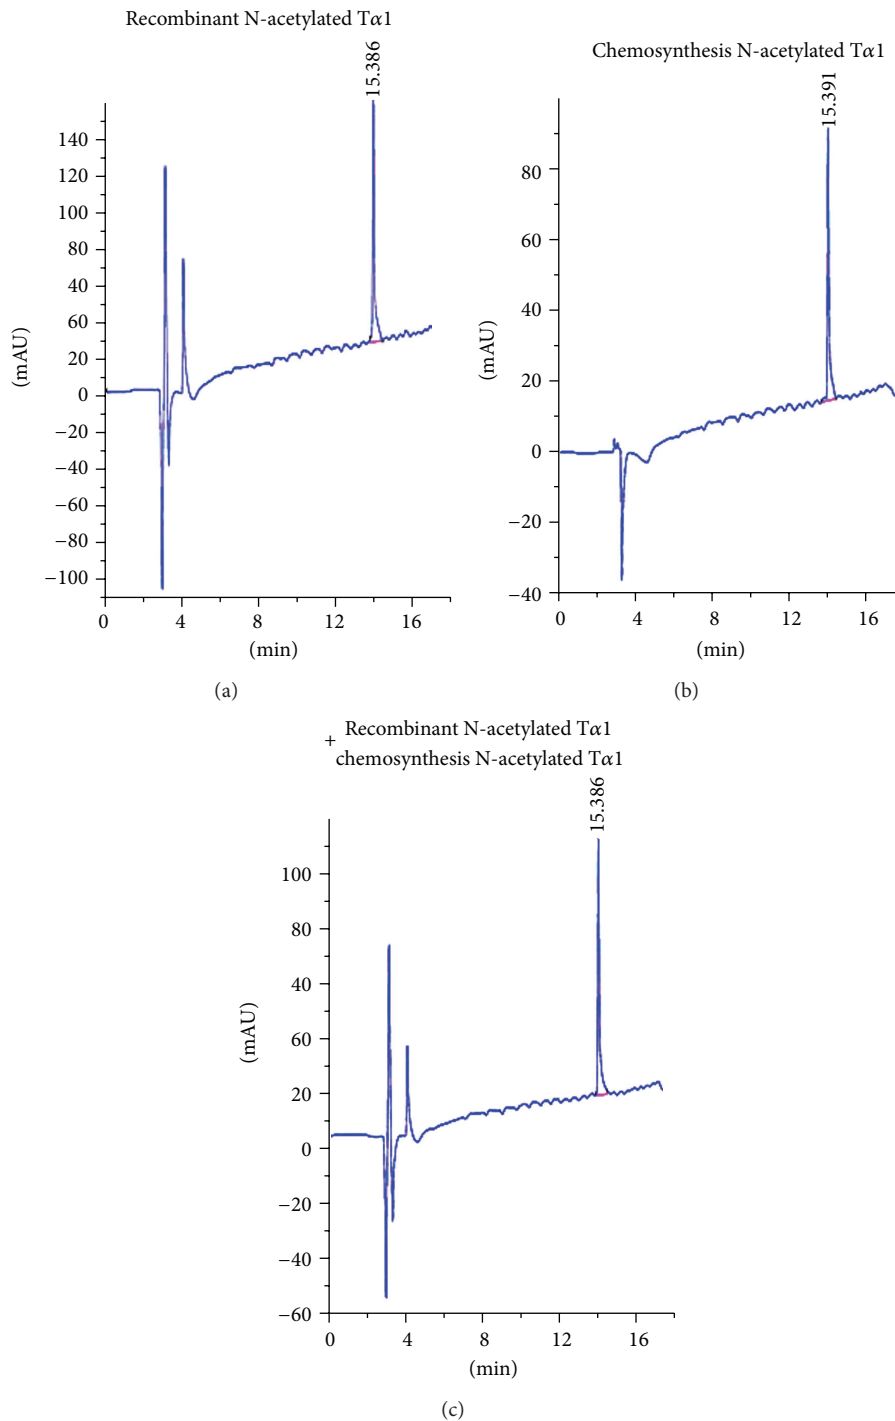 Recombinant N-acetylated Tα1
15.386
140
120
100
80
40
60
20
0
−20
−40
−60
−80
−100
(mAU)
0 4 8 12 16
(min)
(a)
Chemosynthesis N-acetylated Tα1
15.391
80
60
40
20
0
−20
−40
(mAU)
0 4 8 12 16
(min)
(b)
Recombinant N-acetylated Tα1
+ chemosynthesis N-acetylated Tα1
15.386
100
80
40
60
20
0
−20
−40
−60
(mAU)
0 4 8 12 16
(min)
(c)